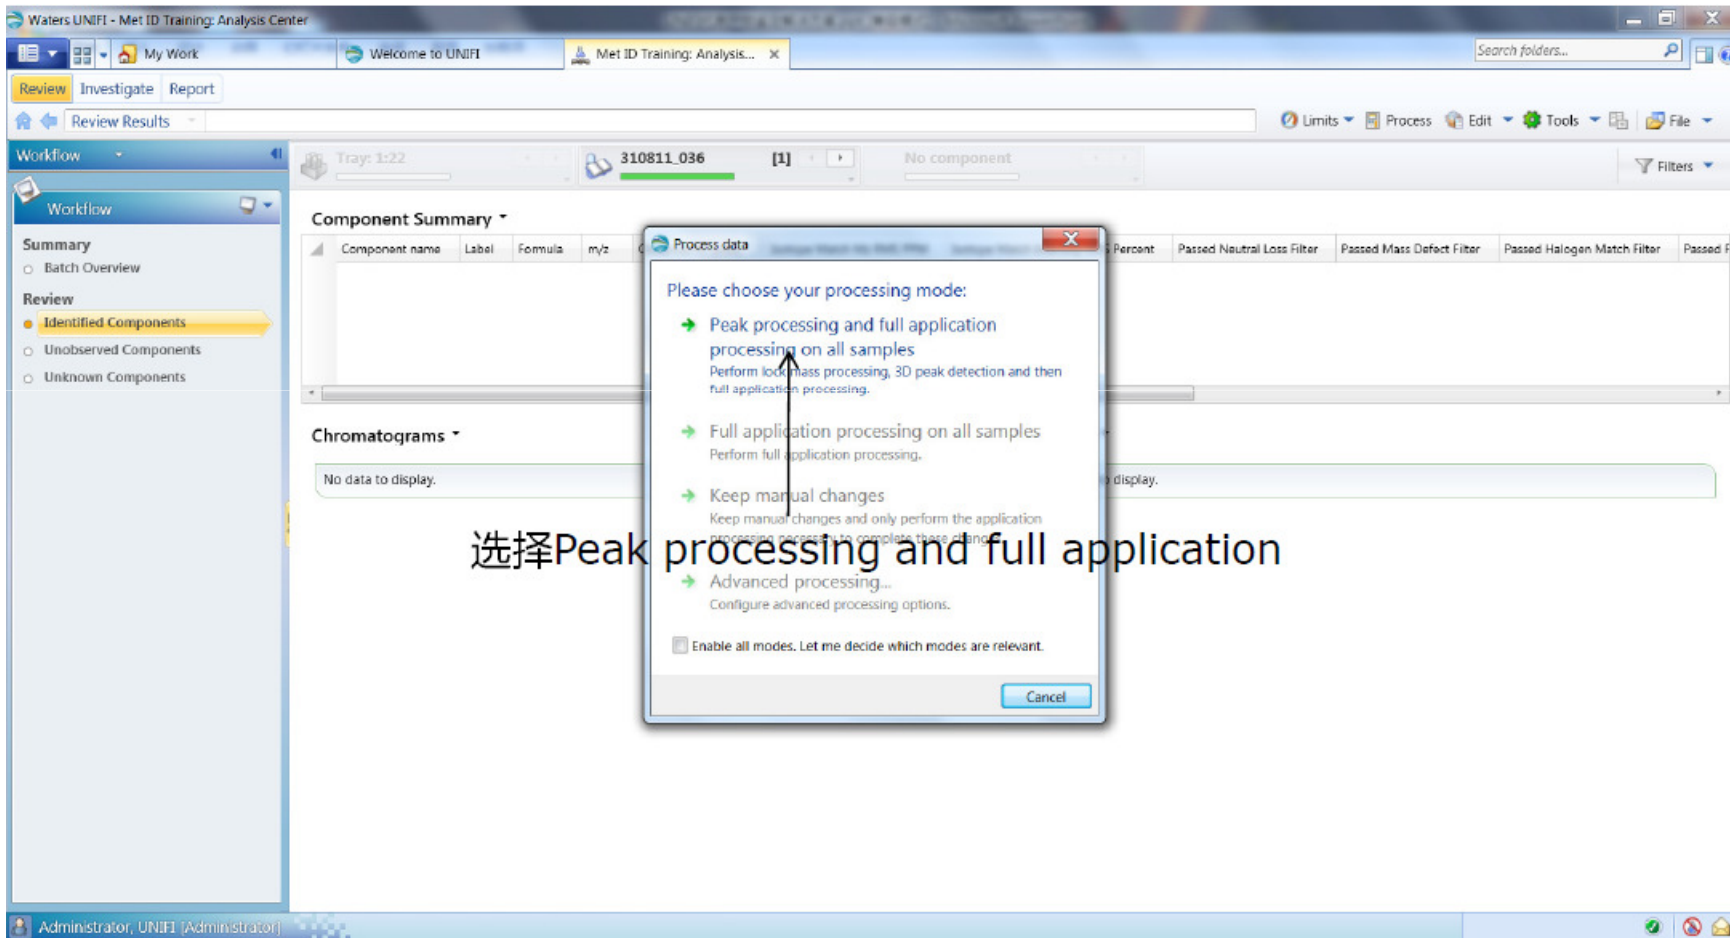 Waters UNIFI - Met ID Training: Analysis Center
My Work
Welcome to UNIFI
Met ID Training: Analysis...
Search folders...
Review Investigate Report
Review Results
Limits Process Edit Tools File
Workflow
Tray: 1:22
310811_036 [1]
No component
Filters
Workflow
Summary
Batch Overview
Review
Identified Components
Unobserved Components
Unknown Components
Component Summary
Component name Label Formula m/z Percent Passed Neutral Loss Filter Passed Mass Defect Filter Passed Halogen Match Filter Passed F
Chromatograms
No data to display.
display.
Process data
Please choose your processing mode:
Peak processing and full application
processing on all samples
Perform lock mass processing, 3D peak detection and then
full application processing.
Full application processing on all samples
Perform full application processing.
Keep manual changes
Keep manual changes and only perform the application
processing necessary to complete these
选择Peak processing and full application
Advanced processing...
Configure advanced processing options.
Enable all modes. Let me decide which modes are relevant.
Cancel
Administrator, UNIFI [Administrator]